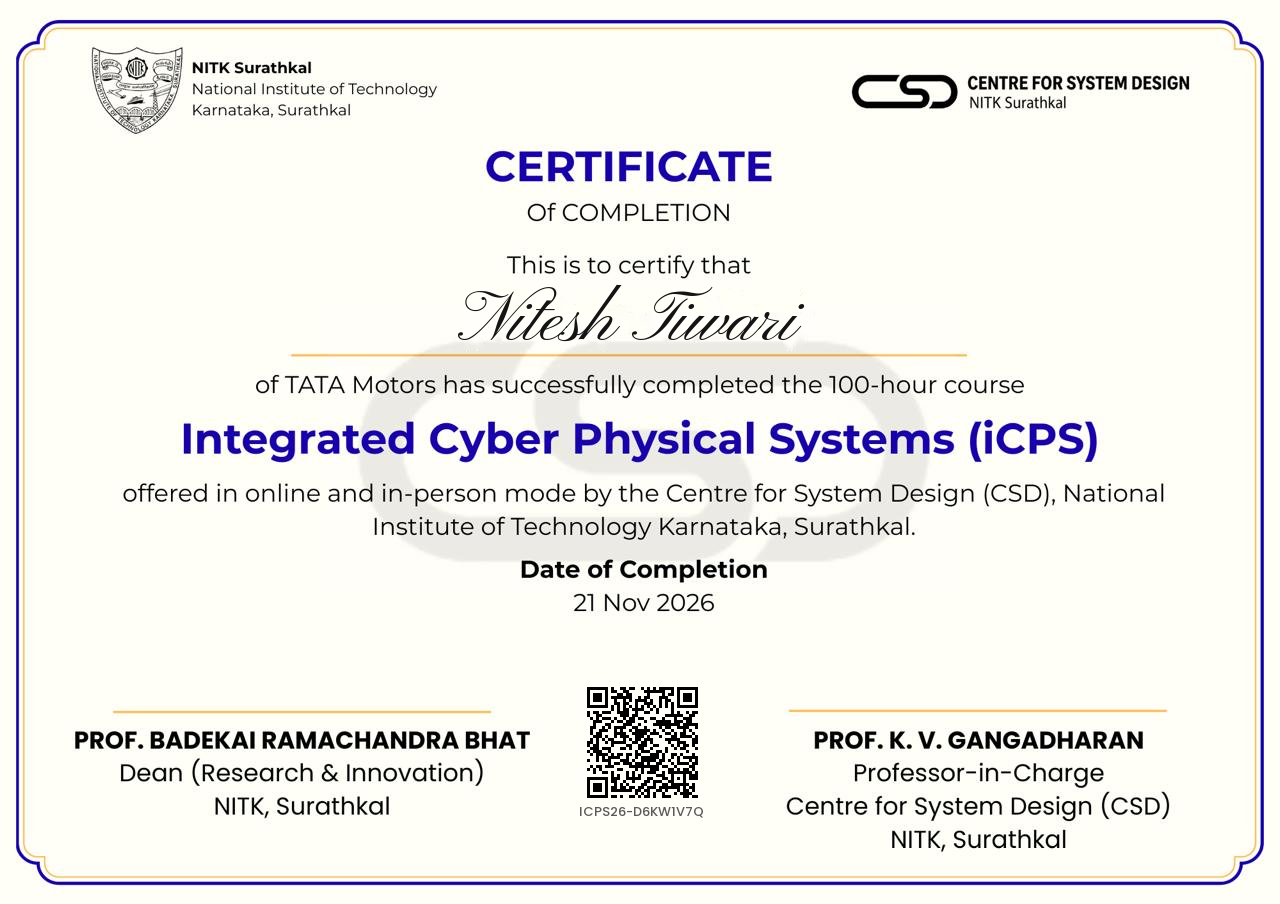 NITK Surathkal
National Institute of Technology
Karnataka, Surathkal
CENTRE FOR SYSTEM DESIGN
NITK Surathkal
CERTIFICATE
Of COMPLETION
This is to certify that
Nitesh Tiwari
of TATA Motors has successfully completed the 100-hour course
Integrated Cyber Physical Systems (iCPS)
offered in online and in-person mode by the Centre for System Design (CSD), National
Institute of Technology Karnataka, Surathkal.
Date of Completion
21 Nov 2026
PROF. BADEKAI RAMACHANDRA BHAT
Dean (Research & Innovation)
NITK, Surathkal
ICPS26-D6KW1V7Q
PROF. K. V. GANGADHARAN
Professor-in-Charge
Centre for System Design (CSD)
NITK, Surathkal